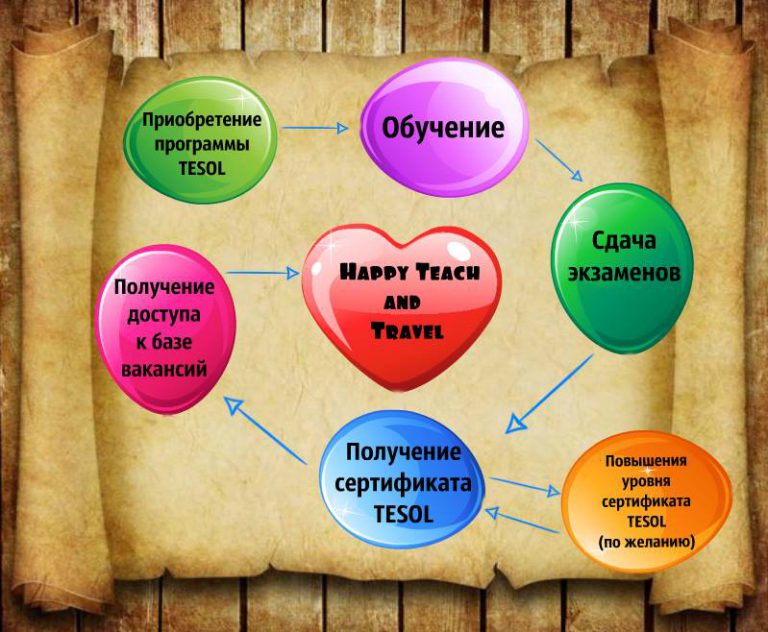 Приобретение
программы
TESOL
Обучение
Сдача
экзаменов
Получение
сертификата
TESOL
Повышения
уровня
сертификата
TESOL
(по желанию)
Получение
доступа
к базе
вакансий
Happy Teach
and
Travel